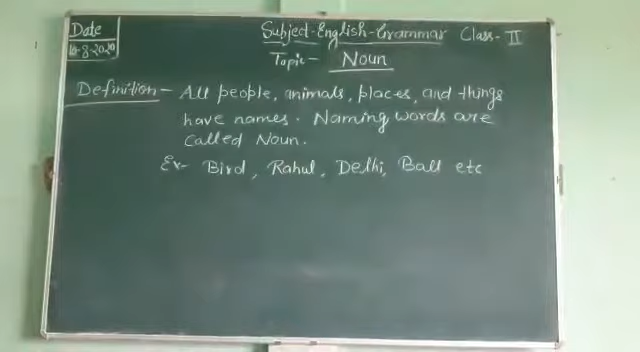 Date
10-8-2020
Subject-English-Grammar Class-II
Topic- Noun
Definition - All people, animals, places, and things
have names. Naming words are
called Noun.
Ex- Bird, Rahul, Delhi, Ball etc